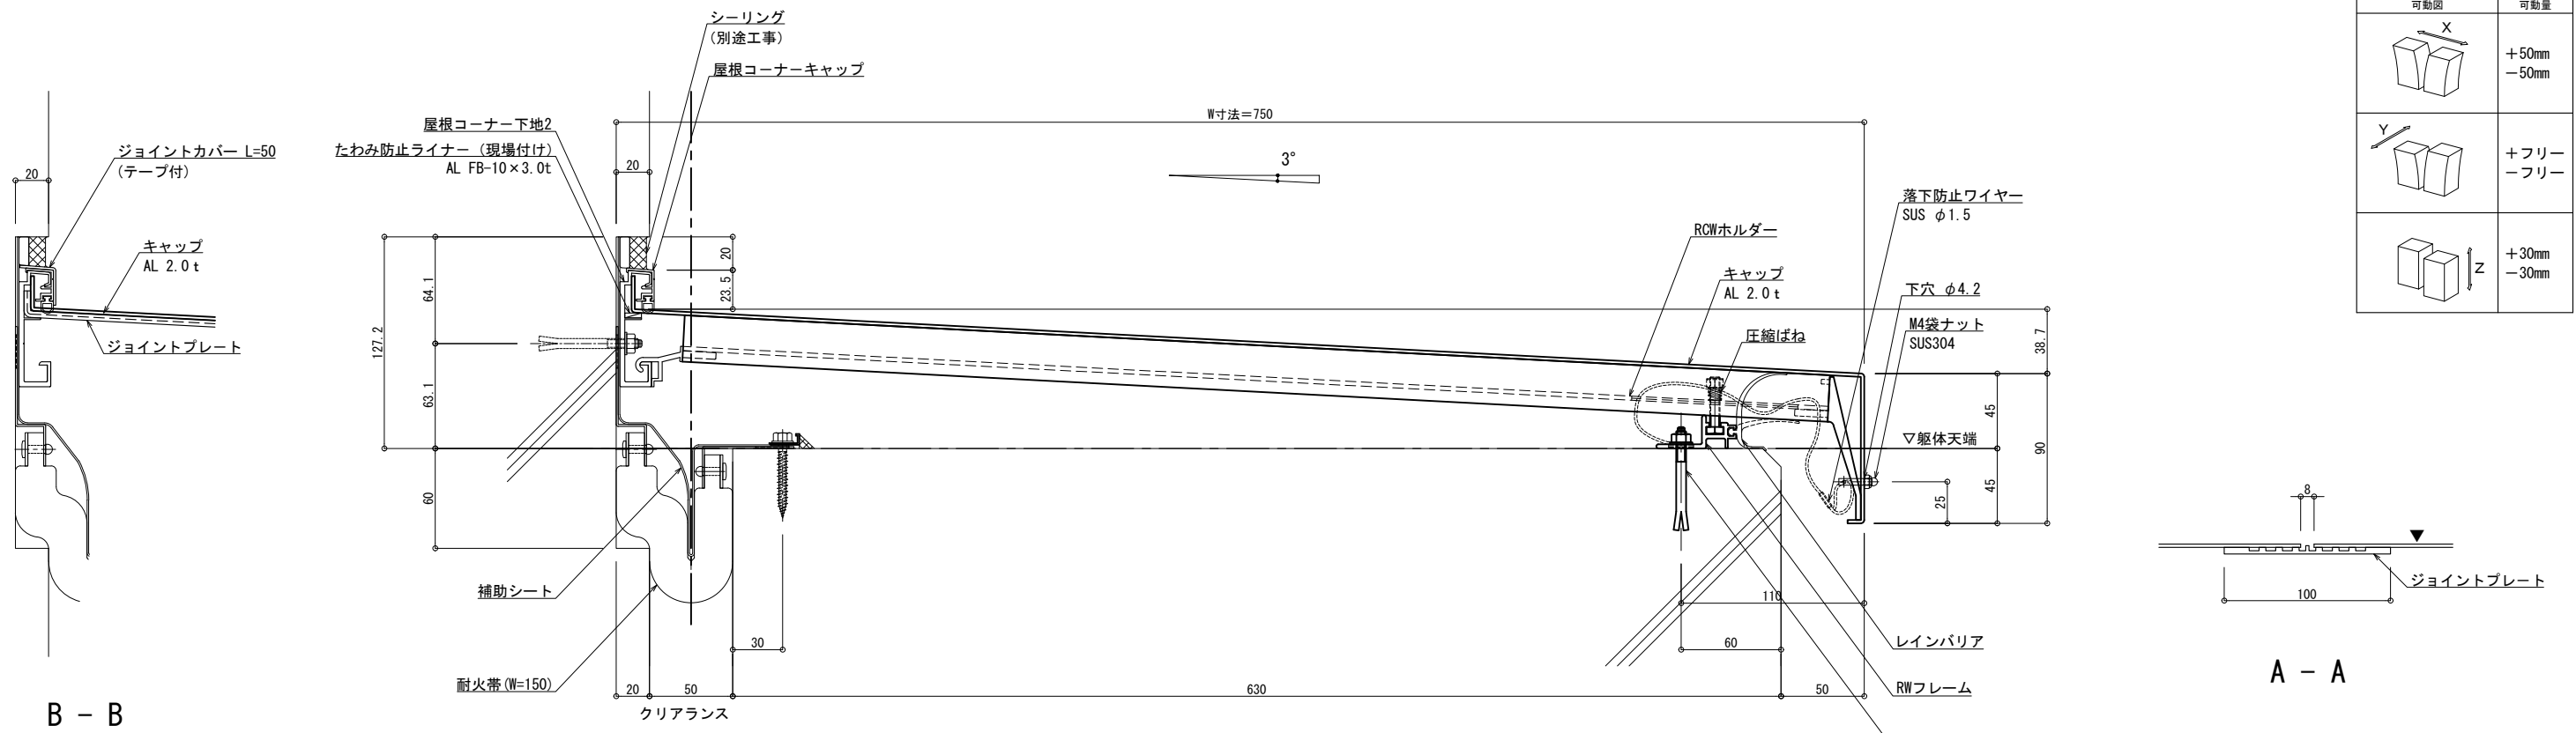 シーリング
(別途工事)
屋根コーナーキャップ
屋根コーナー下地2
たわみ防止ライナー (現場付け)
AL FB-10×3.0t
ジョイントカバー L=50
(テープ付)
キャップ
AL 2.0t
ジョイントプレート
20
B - B
W寸法=750
20
3°
20
23.5
64.1
127.2
63.1
60
補助シート
耐火帯(W=150)
30
20
50
クリアランス
630
50
60
110
RCWホルダー
キャップ
AL 2.0t
圧縮ばね
落下防止ワイヤー
SUS φ1.5
下穴 φ4.2
M4袋ナット
SUS304
▽躯体天端
38.7
45
90
45
25
レインバリア
RWフレーム
可動図
可動量
X
+50mm
-50mm
Y
+フリー
-フリー
Z
+30mm
-30mm
8
ジョイントプレート
100
A - A